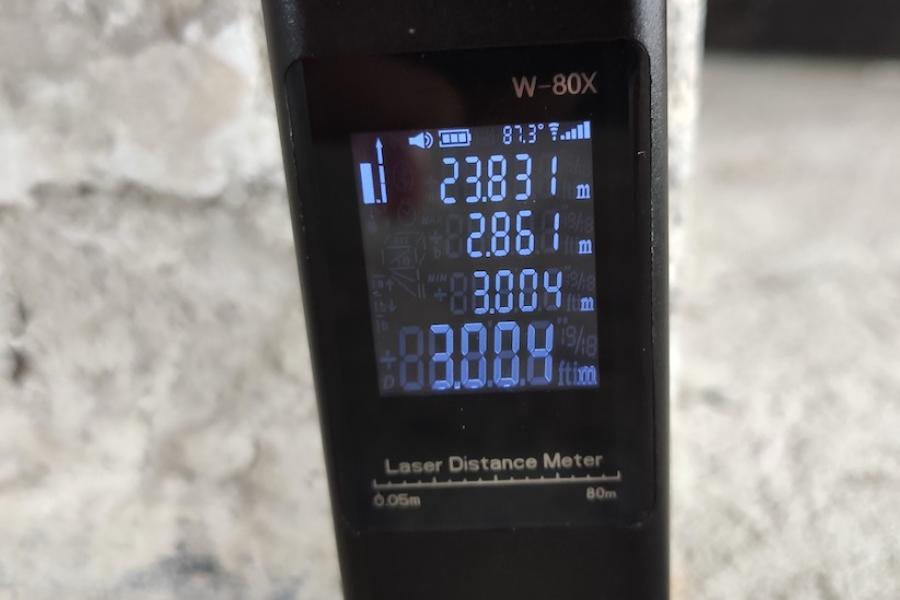 W-80X
87.3°
23.831 m
2.861 m
3.004 m
3.004 m
Laser Distance Meter
0.05m 80m